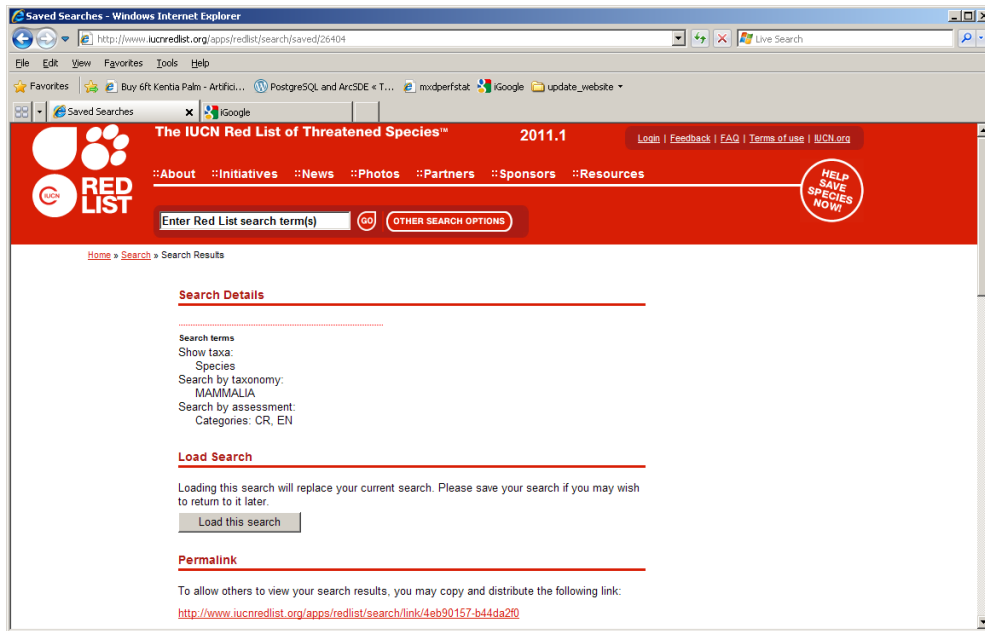 Saved Searches - Windows Internet Explorer
http://www.iucnredlist.org/apps/redlist/search/saved/26404
Live Search
File Edit View Favorites Tools Help
Favorites Buy 6ft Kentia Palm - Artifici... PostgreSQL and ArcSDE « T... mxdperfstat iGoogle update_website
Saved Searches iGoogle
The IUCN Red List of Threatened Species™ 2011.1
Login | Feedback | FAQ | Terms of use | IUCN.org
::About ::Initiatives ::News ::Photos ::Partners ::Sponsors ::Resources
IUCN RED LIST
HELP SAVE SPECIES NOW!
Enter Red List search term(s) GO OTHER SEARCH OPTIONS
Home » Search » Search Results
Search Details
Search terms
Show taxa:
Species
Search by taxonomy:
MAMMALIA
Search by assessment:
Categories: CR, EN
Load Search
Loading this search will replace your current search. Please save your search if you may wish
to return to it later.
Load this search
Permalink
To allow others to view your search results, you may copy and distribute the following link:
http://www.iucnredlist.org/apps/redlist/search/link/4eb90157-b44da2f0